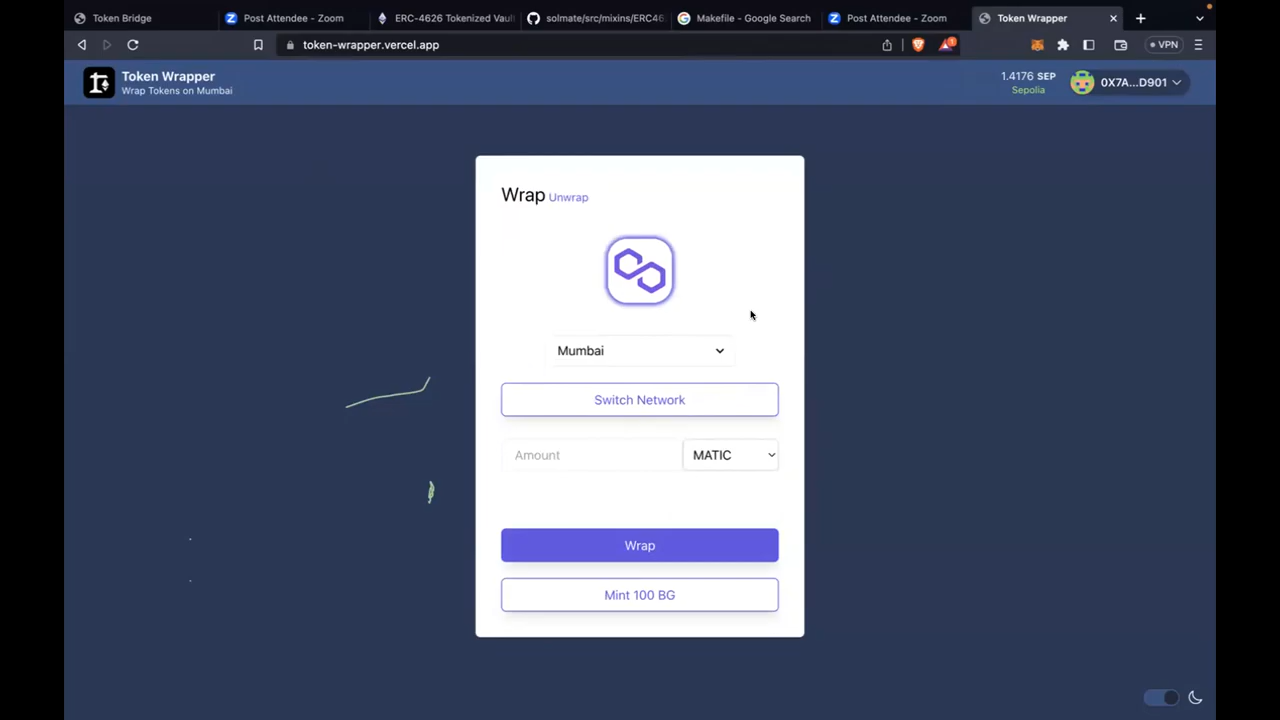 Token Bridge
Post Attendee - Zoom
ERC-4626 Tokenized Vaul
solmate/src/mixins/ERC46
Makefile - Google Search
Post Attendee - Zoom
Token Wrapper
token-wrapper.vercel.app
1
VPN
Token Wrapper
Wrap Tokens on Mumbai
1.4176 SEP
Sepolia
0X7A...D901
Wrap Unwrap
Mumbai
Switch Network
Amount
MATIC
Wrap
Mint 100 BG